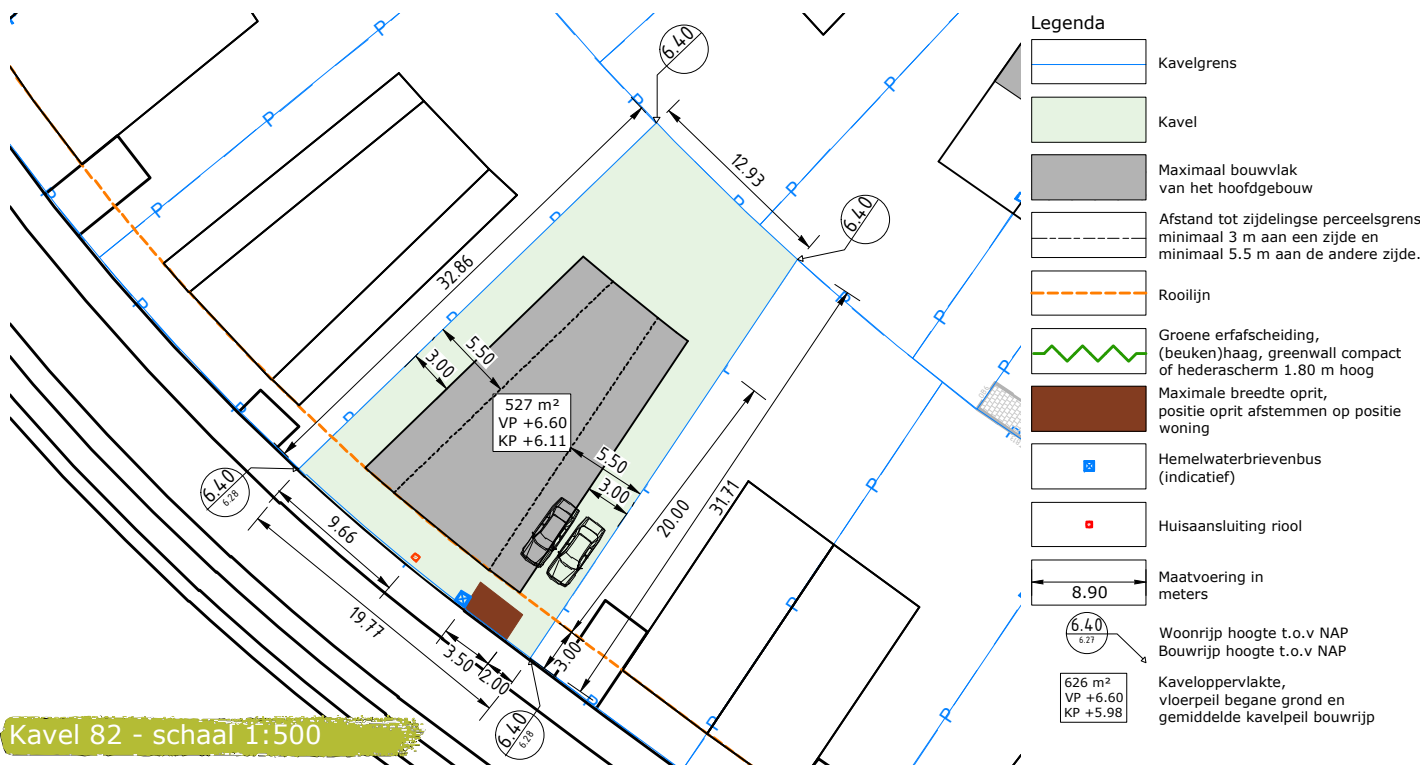 6.40
12.93
6.40
32.86
5.50
3.00
527 m²
VP +6.60
KP +6.11
5.50
3.00
20.00
31.71
6.40
6.28
9.66
19.77
3.50
2.00
3.00
6.40
6.28
Kavel 82 - schaal 1:500
Legenda
Kavelgrens
Kavel
Maximaal bouwvlak
van het hoofdgebouw
Afstand tot zijdelingse perceelsgrens
minimaal 3 m aan een zijde en
minimaal 5.5 m aan de andere zijde.
Rooilijn
Groene erfafscheiding,
(beuken)haag, greenwall compact
of hederascherm 1.80 m hoog
Maximale breedte oprit,
positie oprit afstemmen op positie
woning
Hemelwaterbrievenbus
(indicatief)
Huisaansluiting riool
8.90
Maatvoering in
meters
6.40
6.27
Woonrijp hoogte t.o.v NAP
Bouwrijp hoogte t.o.v NAP
626 m²
VP +6.60
KP +5.98
Kaveloppervlakte,
vloerpeil begane grond en
gemiddelde kavelpeil bouwrijp